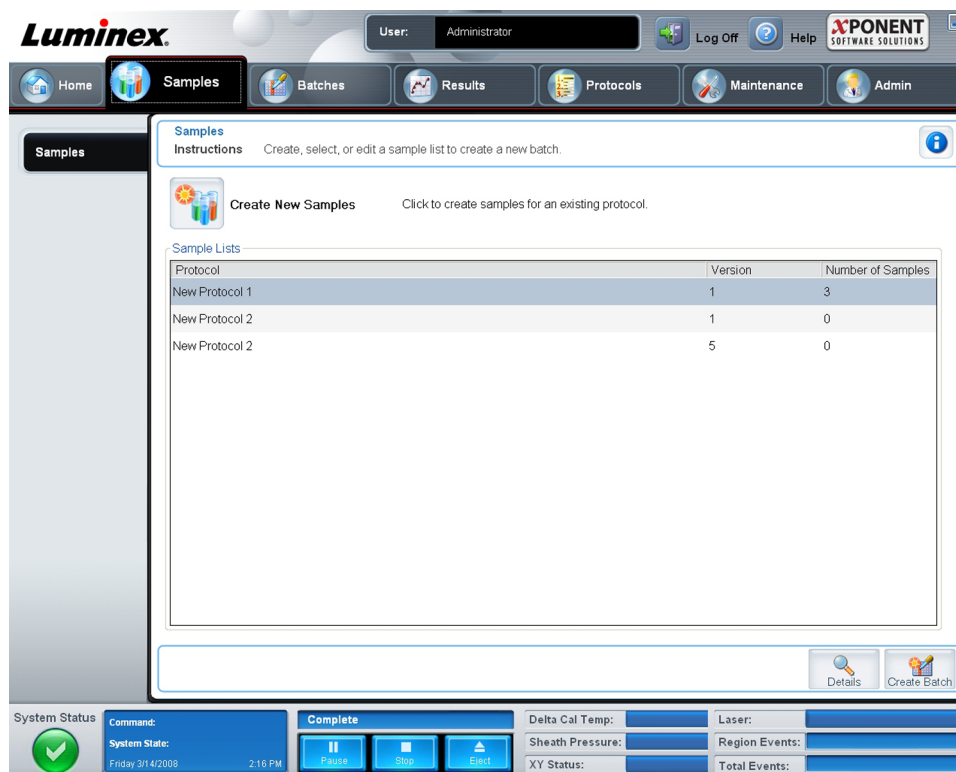 Luminex.
User: Administrator
Log Off
Help
XPONENT
SOFTWARE SOLUTIONS
Home
Samples
Batches
Results
Protocols
Maintenance
Admin
Samples
Samples
Instructions Create, select, or edit a sample list to create a new batch.
Create New Samples Click to create samples for an existing protocol.
Sample Lists
Protocol Version Number of Samples
New Protocol 1 1 3
New Protocol 2 1 0
New Protocol 2 5 0
Details
Create Batch
System Status
Command:
System State:
Friday 3/14/2008 2:16 PM
Complete
Pause
Stop
Eject
Delta Cal Temp:
Sheath Pressure:
XY Status:
Laser:
Region Events:
Total Events: